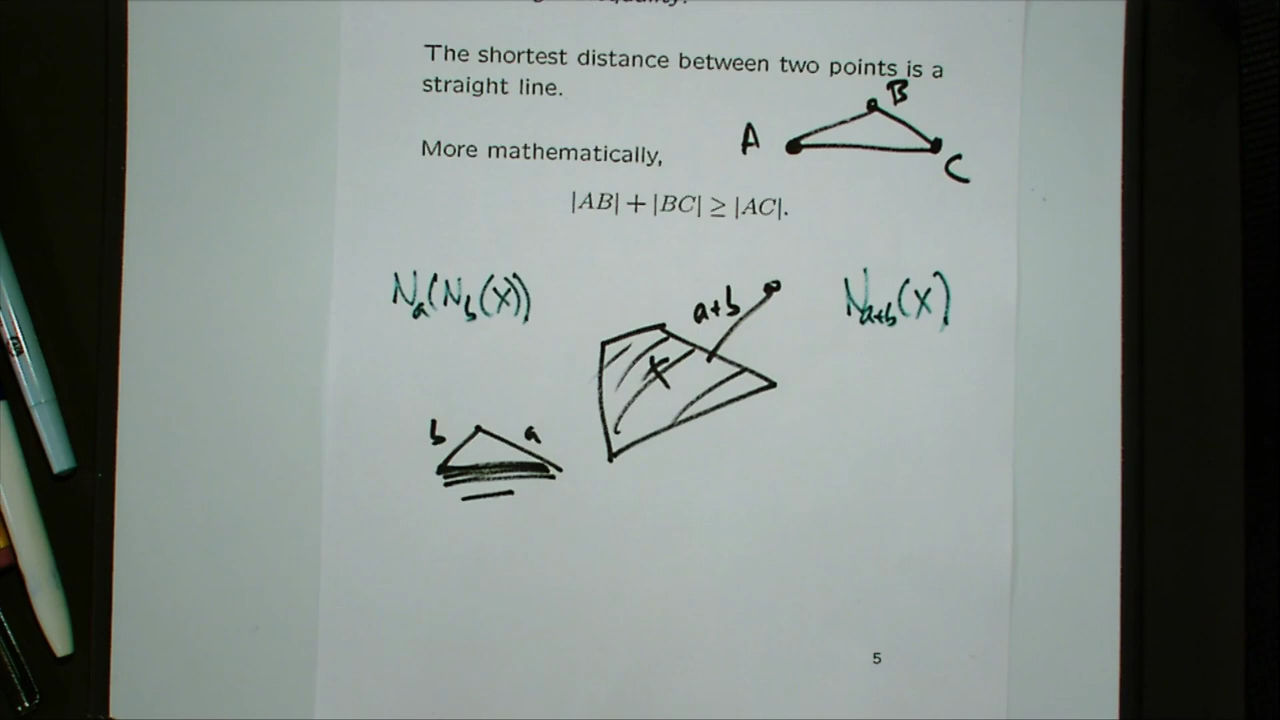 The shortest distance between two points is a
straight line.
B
A
C
More mathematically,
|AB| + |BC| ≥ |AC|.
N_a(N_b(X))
a+b
N_{a+b}(X)
X
b
a
5